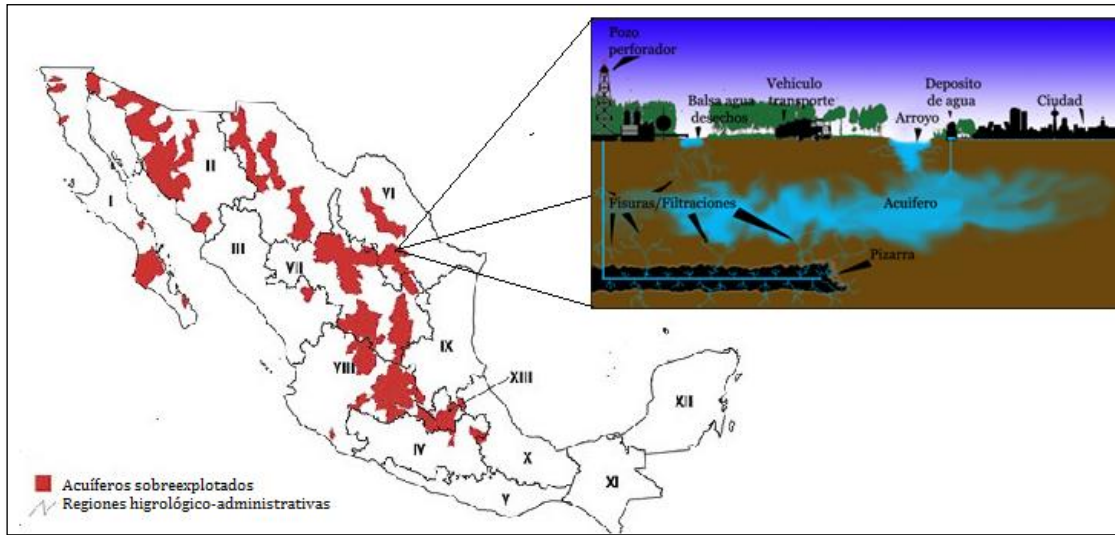 Pozo
perforador
Balsa agua
desechos
Vehiculo
transporte
Deposito
de agua
Arroyo
Ciudad
Fisuras/Filtraciones
Acuifero
Pizarra
I
II
III
VI
VII
VIII
IX
XIII
IV
X
V
XI
XII
Acuíferos sobreexplotados
Regiones higrológico-administrativas